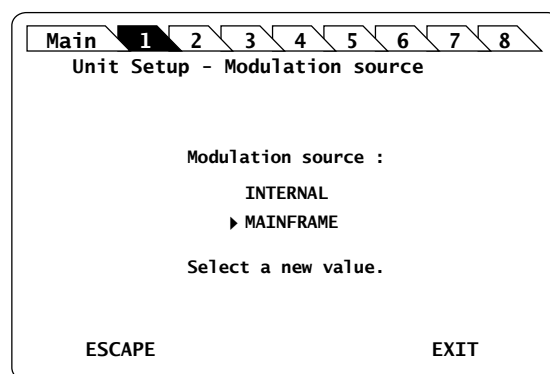 Main 1 2 3 4 5 6 7 8
Unit Setup - Modulation source
Modulation source :
INTERNAL
MAINFRAME
Select a new value.
ESCAPE EXIT